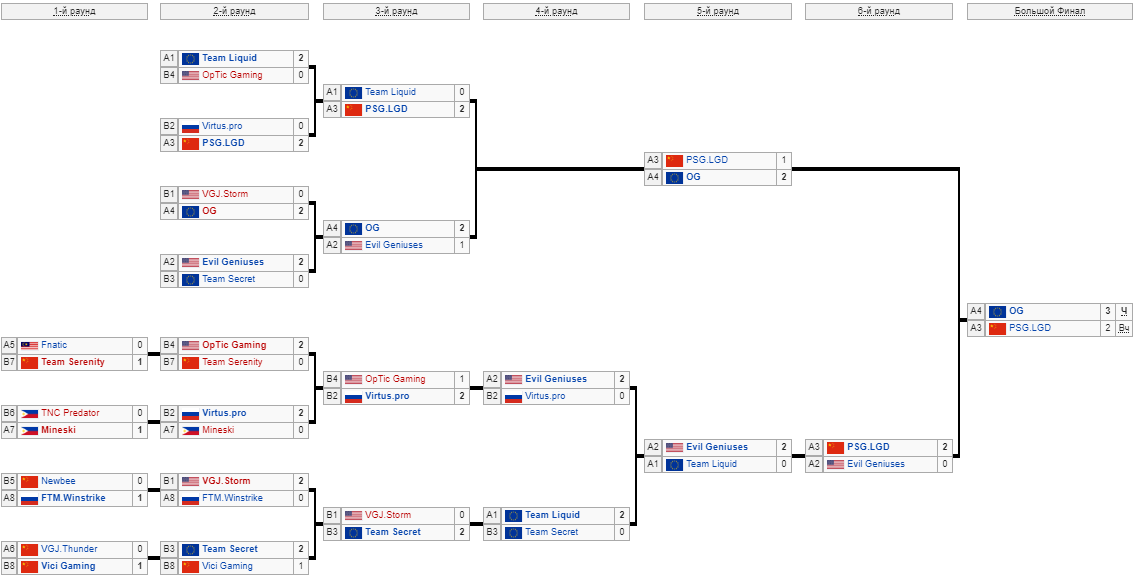 1-й раунд 2-й раунд 3-й раунд 4-й раунд 5-й раунд 6-й раунд Большой Финал
A1 Team Liquid 2
B4 OpTic Gaming 0
A1 Team Liquid 0
A3 PSG.LGD 2
B2 Virtus.pro 0
A3 PSG.LGD 2
A3 PSG.LGD 1
A4 OG 2
B1 VGJ.Storm 0
A4 OG 2
A4 OG 2
A2 Evil Geniuses 1
A2 Evil Geniuses 2
B3 Team Secret 0
A4 OG 3 Ч
A3 PSG.LGD 2 Вч
A5 Fnatic 0 B4 OpTic Gaming 2
B7 Team Serenity 1 B7 Team Serenity 0
B4 OpTic Gaming 1 A2 Evil Geniuses 2
B2 Virtus.pro 2 B2 Virtus.pro 0
B6 TNC Predator 0 B2 Virtus.pro 2
A7 Mineski 1 A7 Mineski 0
A2 Evil Geniuses 2 A3 PSG.LGD 2
A1 Team Liquid 0 A2 Evil Geniuses 0
B5 Newbee 0 B1 VGJ.Storm 2
A8 FTM.Winstrike 1 A8 FTM.Winstrike 0
B1 VGJ.Storm 0 A1 Team Liquid 2
B3 Team Secret 2 B3 Team Secret 0
A6 VGJ.Thunder 0 B3 Team Secret 2
B8 Vici Gaming 1 B8 Vici Gaming 1